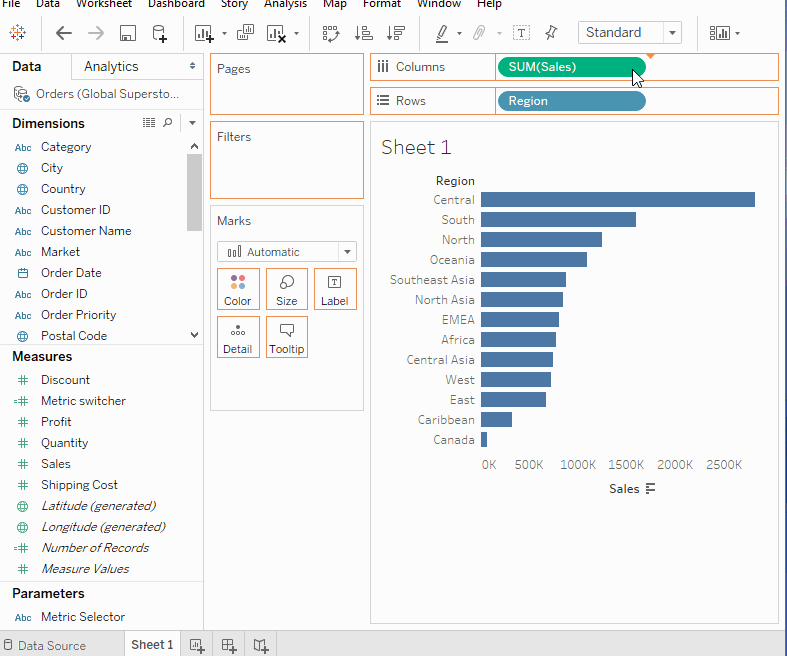 File Data Worksheet Dashboard Story Analysis Map Format Window Help
Standard
Data
Analytics
Orders (Global Supersto...
Dimensions
Abc Category
City
Country
Abc Customer ID
Abc Customer Name
Abc Market
Order Date
Abc Order ID
Abc Order Priority
Postal Code
Measures
Discount
Metric switcher
Profit
Quantity
Sales
Shipping Cost
Latitude (generated)
Longitude (generated)
Number of Records
Measure Values
Parameters
Abc Metric Selector
Pages
Filters
Marks
Automatic
Color Size Label
Detail Tooltip
Columns SUM(Sales)
Rows Region
Sheet 1
Region
Central
South
North
Oceania
Southeast Asia
North Asia
EMEA
Africa
Central Asia
West
East
Caribbean
Canada
0K 500K 1000K 1500K 2000K 2500K
Sales
Data Source Sheet 1